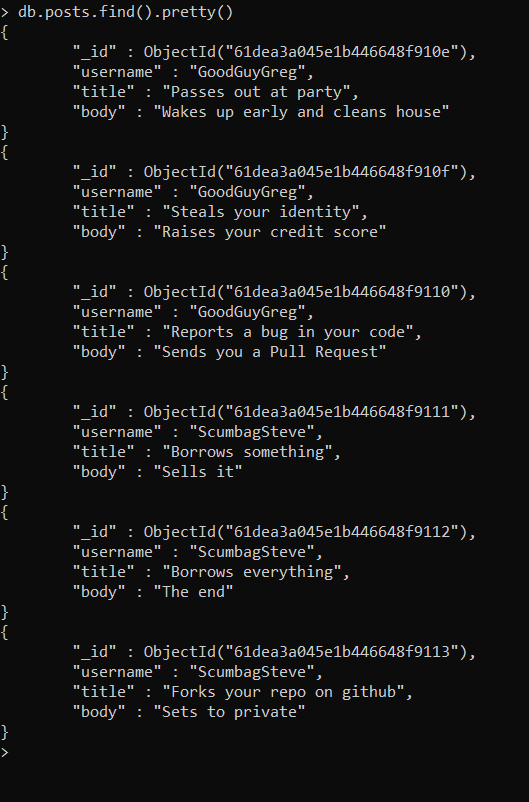 > db.posts.find().pretty()
{
"_id" : ObjectId("61dea3a045e1b446648f910e"),
"username" : "GoodGuyGreg",
"title" : "Passes out at party",
"body" : "Wakes up early and cleans house"
}
{
"_id" : ObjectId("61dea3a045e1b446648f910f"),
"username" : "GoodGuyGreg",
"title" : "Steals your identity",
"body" : "Raises your credit score"
}
{
"_id" : ObjectId("61dea3a045e1b446648f9110"),
"username" : "GoodGuyGreg",
"title" : "Reports a bug in your code",
"body" : "Sends you a Pull Request"
}
{
"_id" : ObjectId("61dea3a045e1b446648f9111"),
"username" : "ScumbagSteve",
"title" : "Borrows something",
"body" : "Sells it"
}
{
"_id" : ObjectId("61dea3a045e1b446648f9112"),
"username" : "ScumbagSteve",
"title" : "Borrows everything",
"body" : "The end"
}
{
"_id" : ObjectId("61dea3a045e1b446648f9113"),
"username" : "ScumbagSteve",
"title" : "Forks your repo on github",
"body" : "Sets to private"
}
>